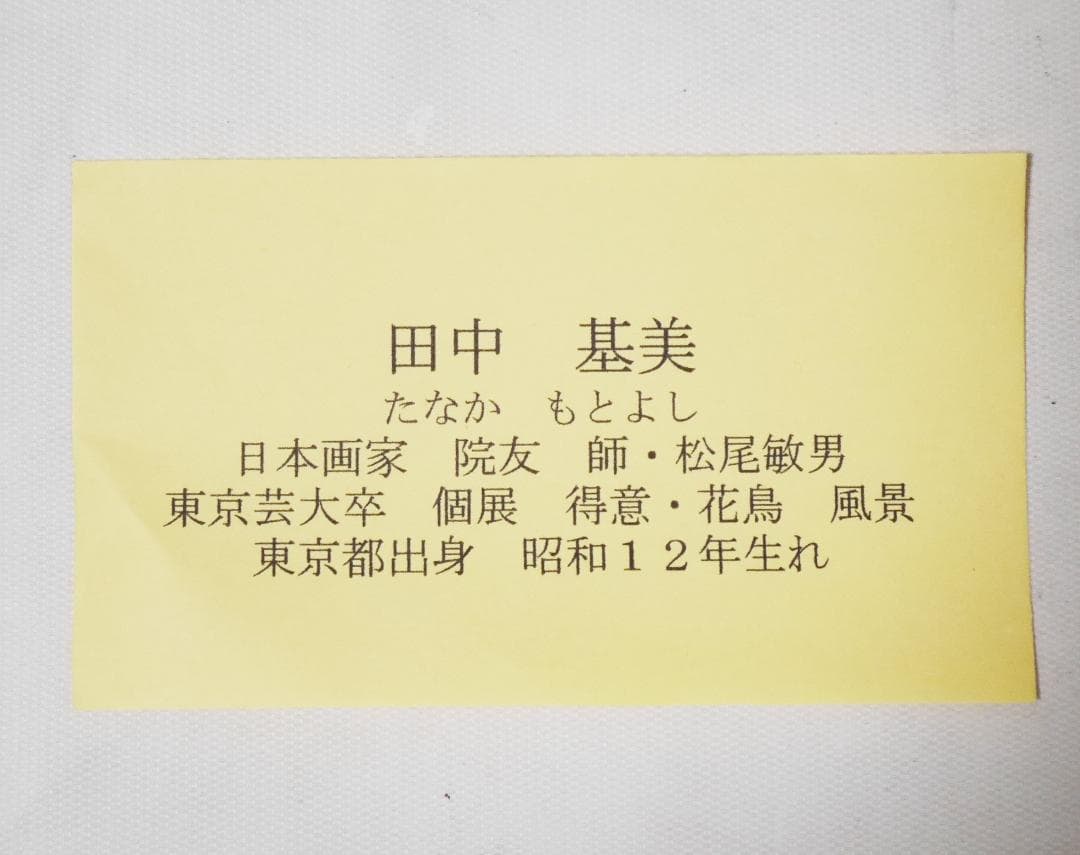 田中　基美
たなか　もとよし
日本画家　院友　師・松尾敏男
東京芸大卒　個展　得意・花鳥　風景
東京都出身　昭和１２年生れ